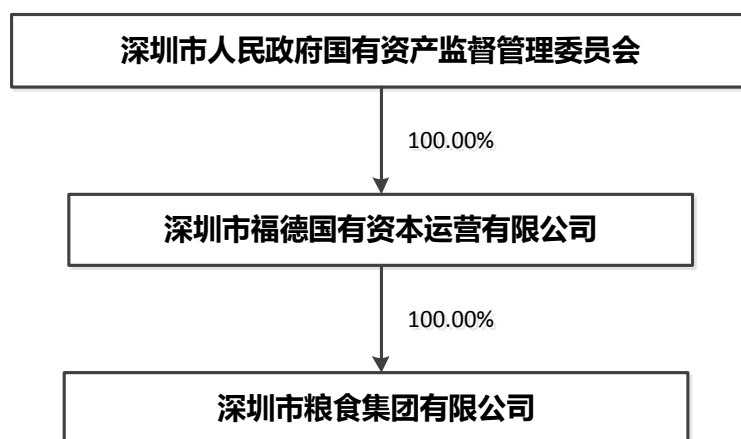 深圳市人民政府国有资产监督管理委员会
100.00%
深圳市福德国有资本运营有限公司
100.00%
深圳市粮食集团有限公司